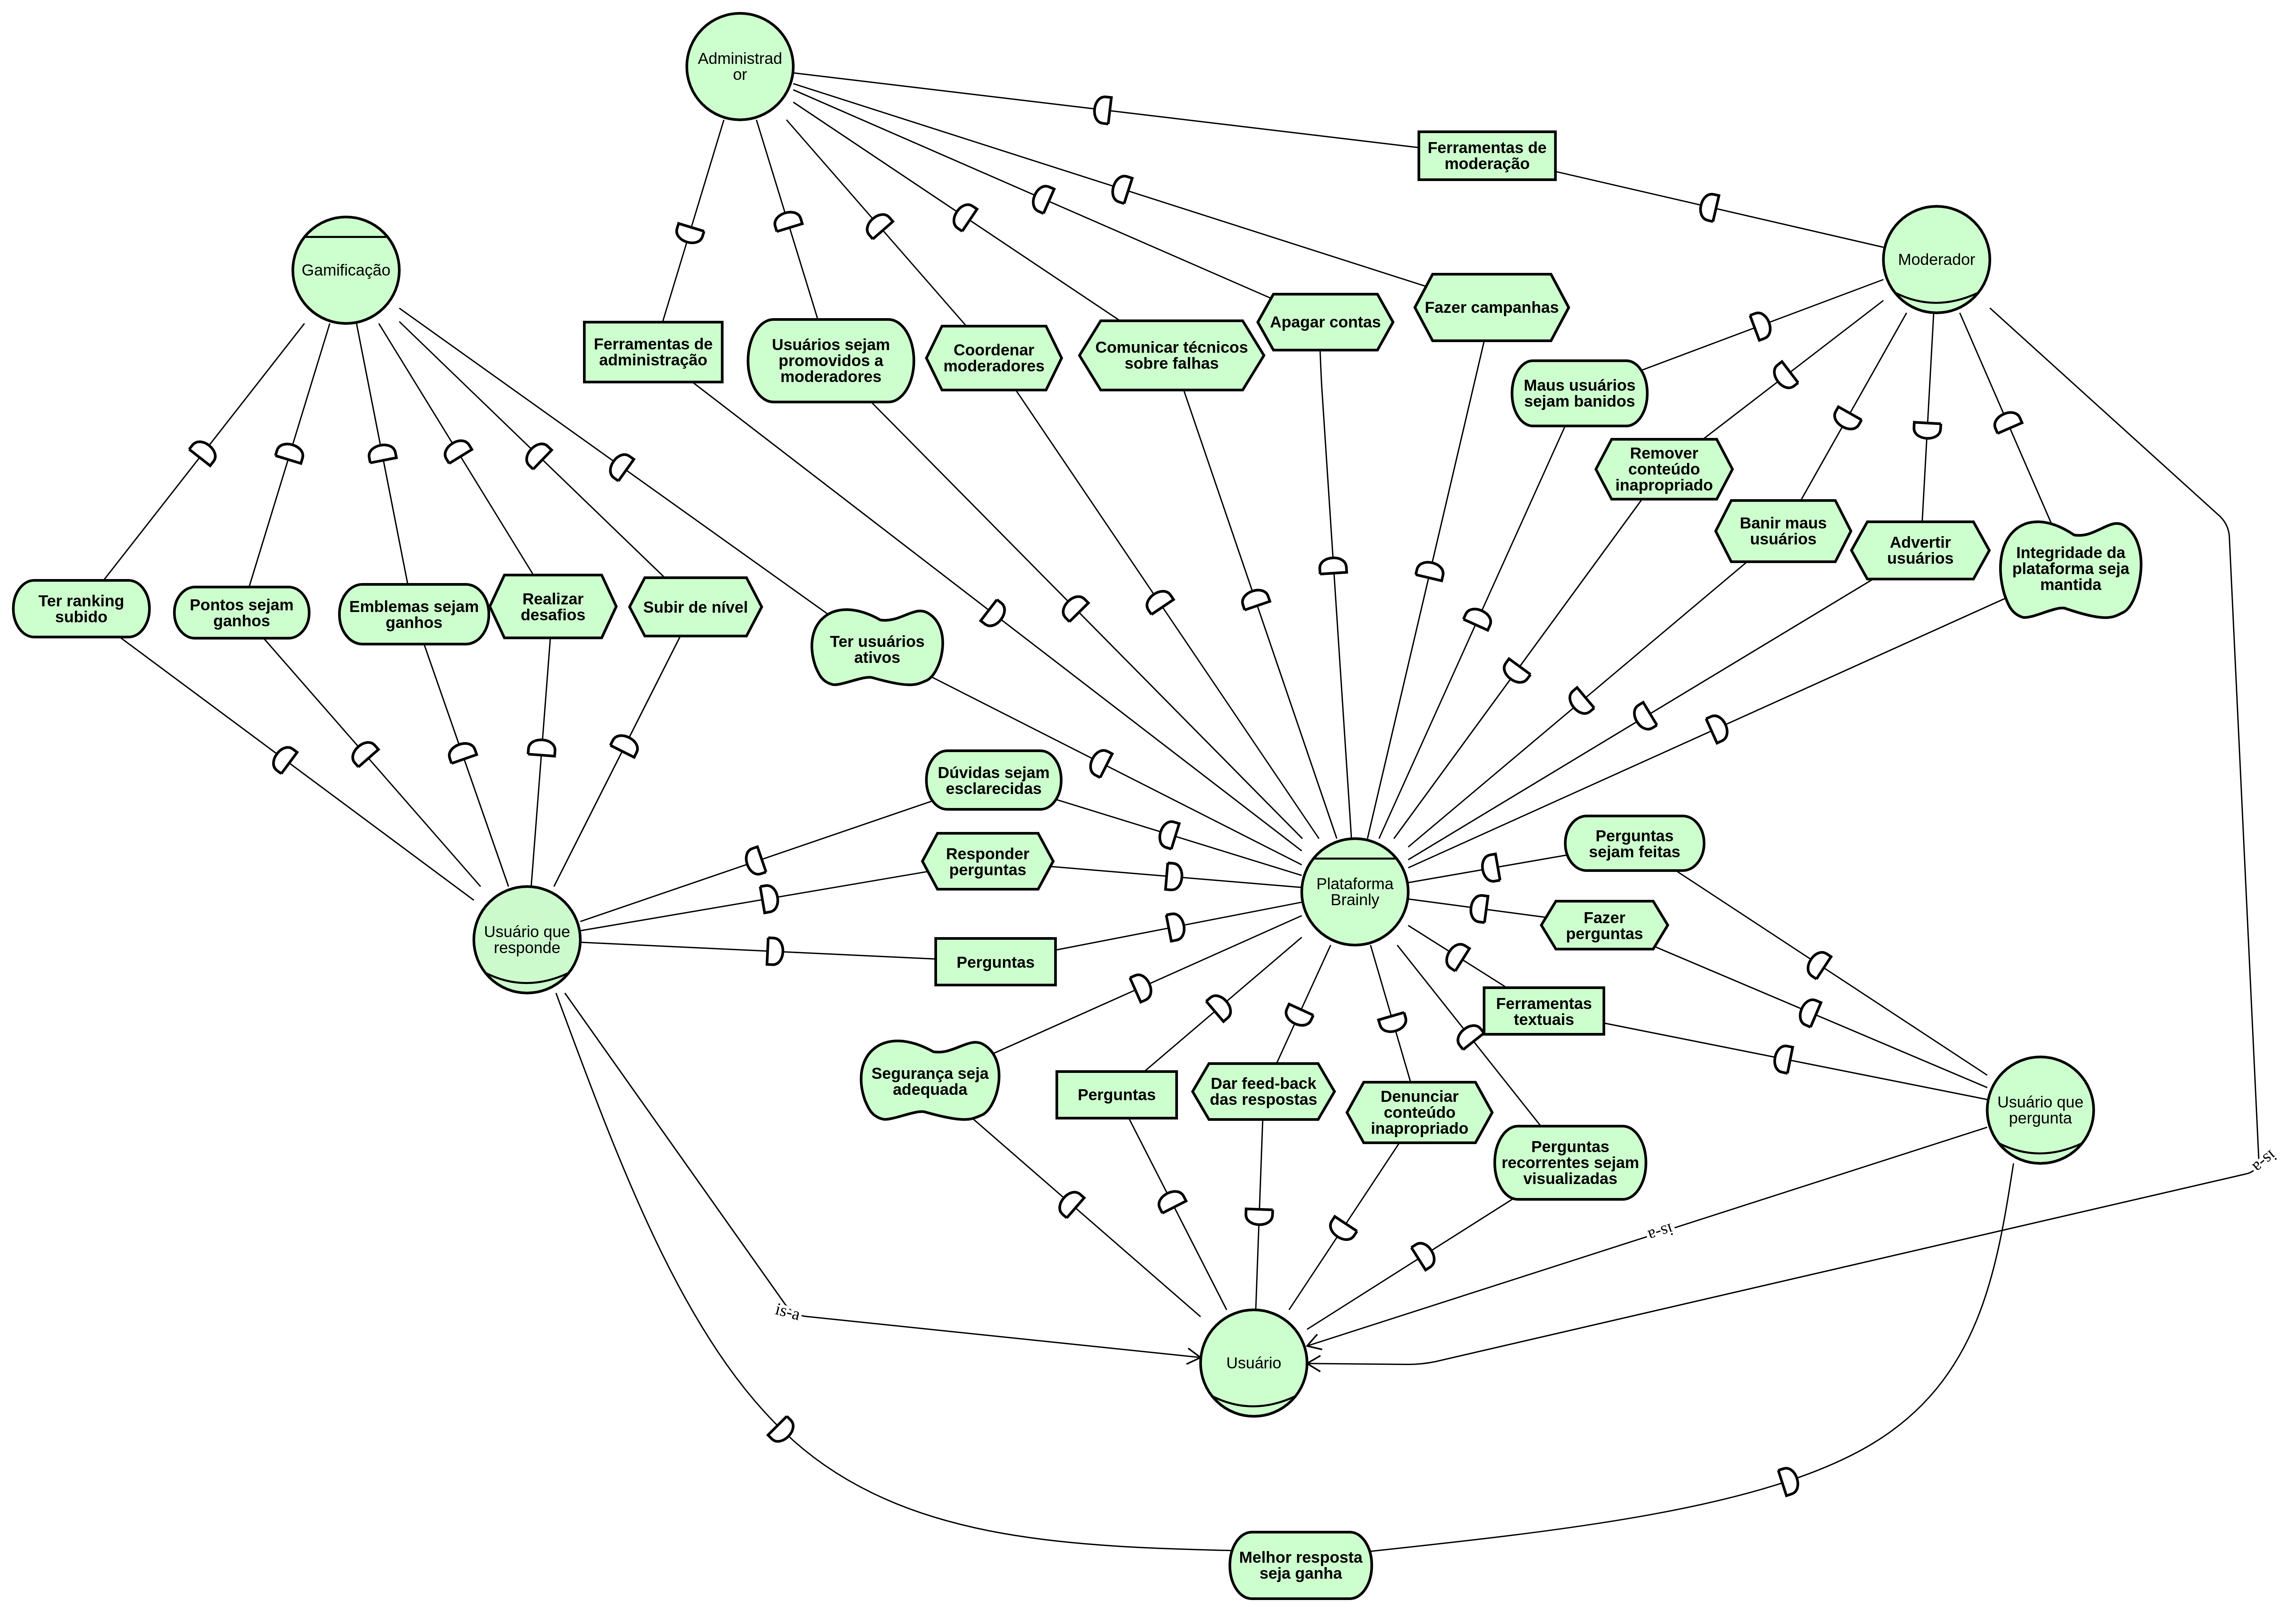 Administrad
or
Ferramentas de
moderação
Gamificação
Moderador
Ferramentas de
administração
Usuários sejam
promovidos a
moderadores
Coordenar
moderadores
Comunicar técnicos
sobre falhas
Apagar contas
Fazer campanhas
Maus usuários
sejam banidos
Remover
conteúdo
inapropriado
Banir maus
usuários
Advertir
usuários
Integridade da
plataforma seja
mantida
Ter ranking
subido
Pontos sejam
ganhos
Emblemas sejam
ganhos
Realizar
desafios
Subir de nível
Ter usuários
ativos
Dúvidas sejam
esclarecidas
Responder
perguntas
Perguntas
Usuário que
responde
Plataforma
Brainly
Perguntas
sejam feitas
Fazer
perguntas
Ferramentas
textuais
Usuário que
pergunta
Segurança seja
adequada
Perguntas
Dar feed-back
das respostas
Denunciar
conteúdo
inapropriado
Perguntas
recorrentes sejam
visualizadas
is-a
is-a
is-a
Usuário
Melhor resposta
seja ganha